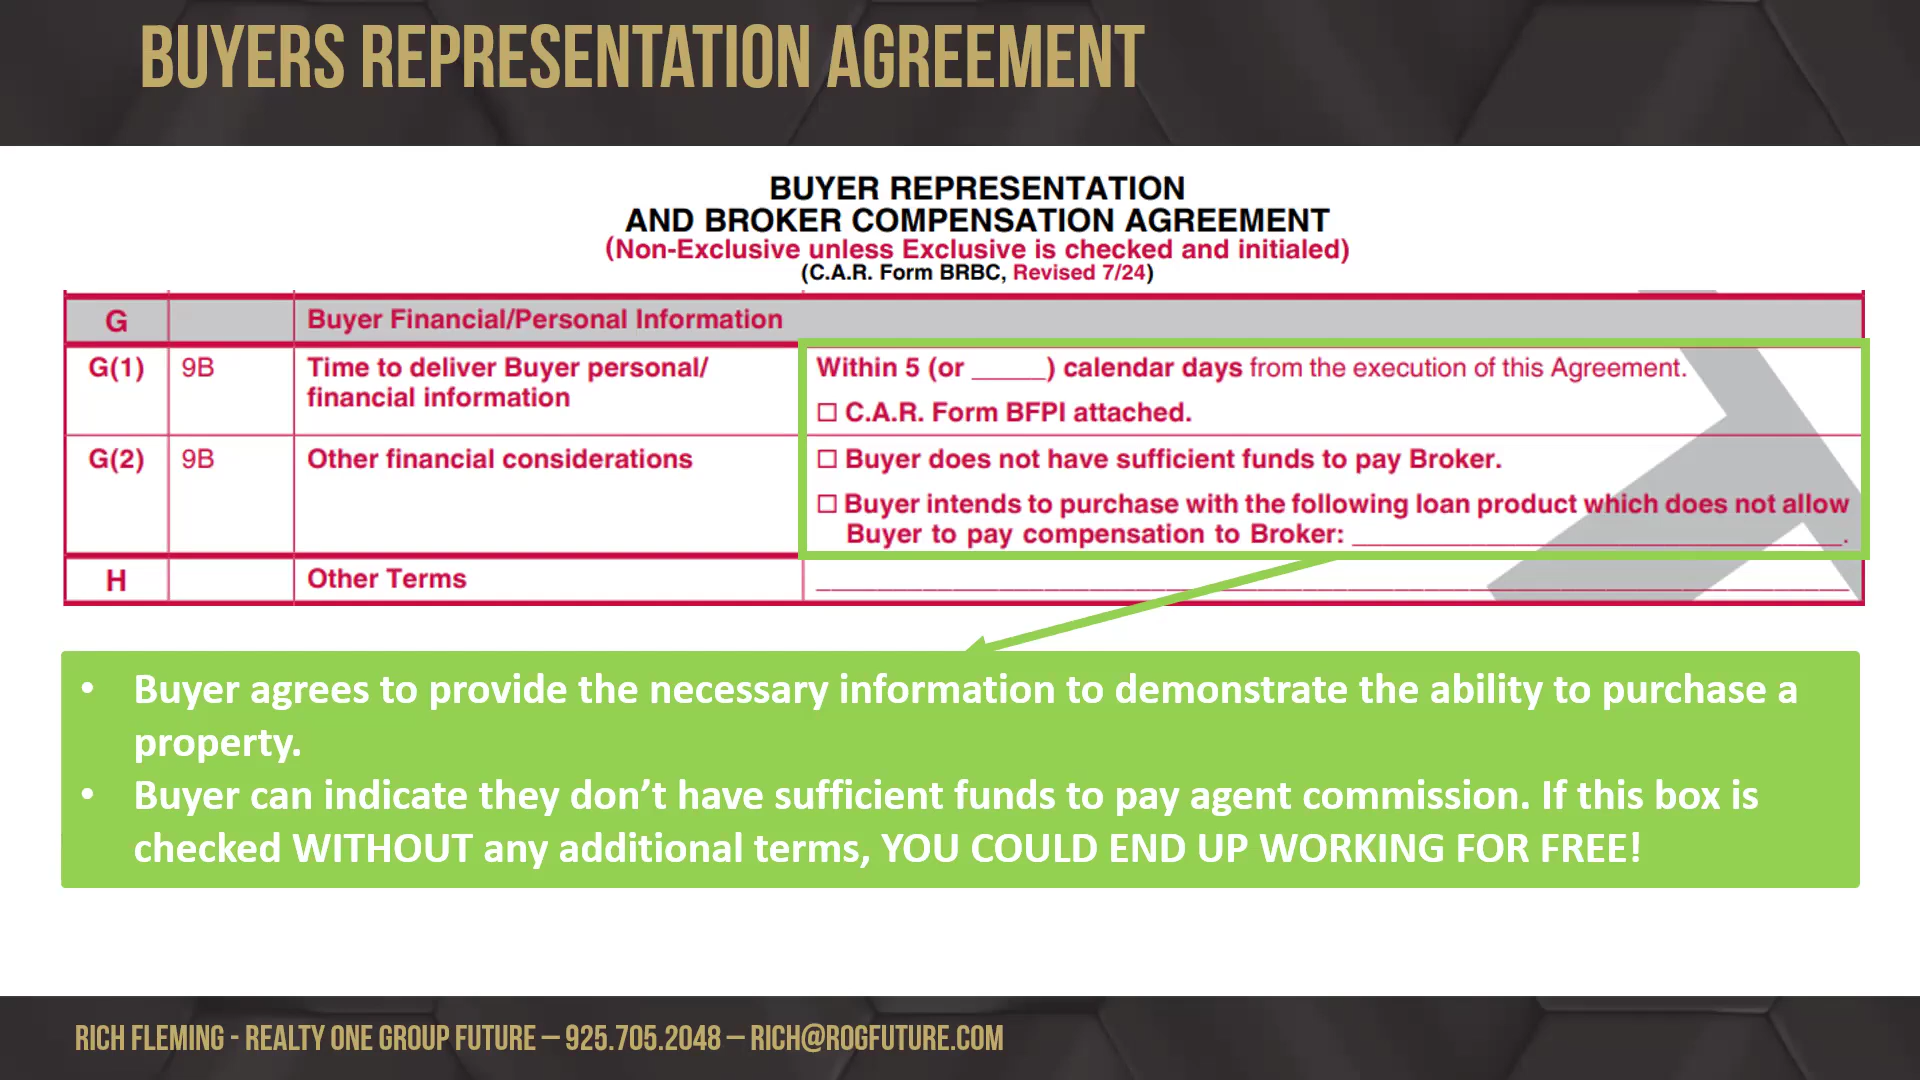 BUYERS REPRESENTATION AGREEMENT
BUYER REPRESENTATION
AND BROKER COMPENSATION AGREEMENT
(Non-Exclusive unless Exclusive is checked and initialed)
(C.A.R. Form BRBC, Revised 7/24)
G Buyer Financial/Personal Information
G(1) 9B Time to deliver Buyer personal/ Within 5 (or _____) calendar days from the execution of this Agreement.
financial information ☐ C.A.R. Form BFPI attached.
G(2) 9B Other financial considerations ☐ Buyer does not have sufficient funds to pay Broker.
☐ Buyer intends to purchase with the following loan product which does not allow
Buyer to pay compensation to Broker: ________________________________.
H Other Terms
• Buyer agrees to provide the necessary information to demonstrate the ability to purchase a
property.
• Buyer can indicate they don’t have sufficient funds to pay agent commission. If this box is
checked WITHOUT any additional terms, YOU COULD END UP WORKING FOR FREE!
RICH FLEMING - REALTY ONE GROUP FUTURE – 925.705.2048 – RICH@ROGFUTURE.COM